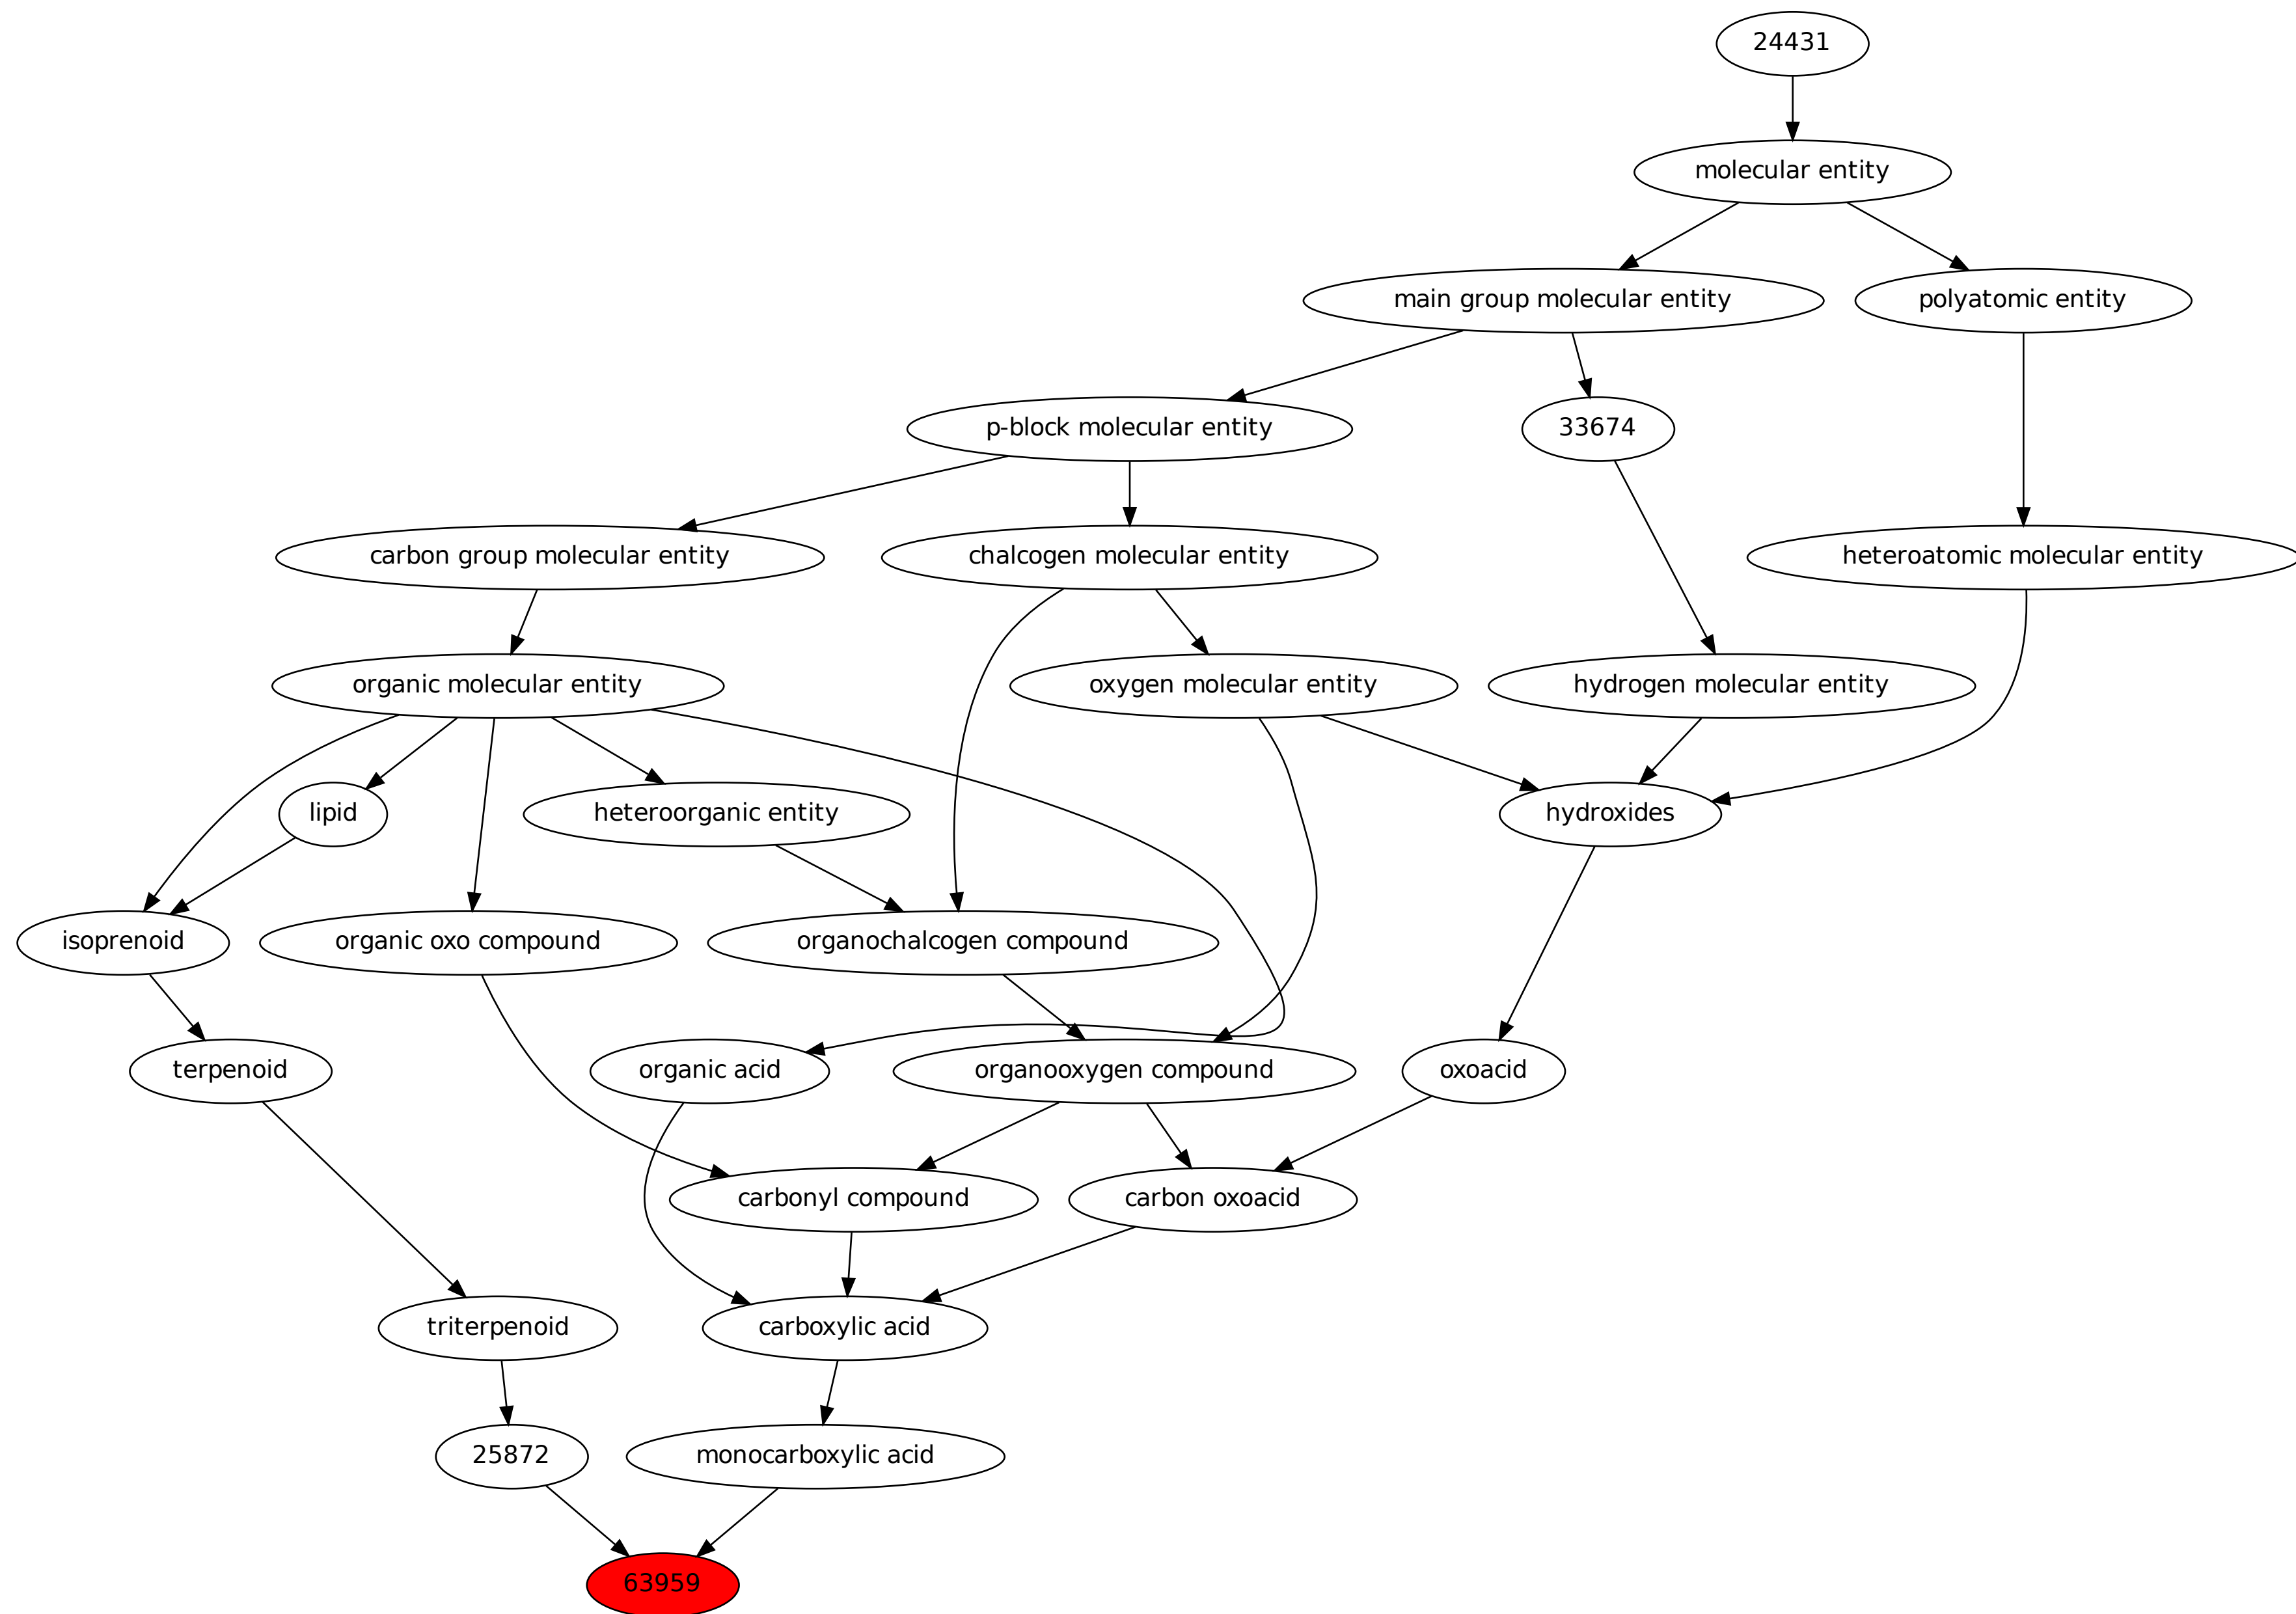 24431
molecular entity
main group molecular entity
polyatomic entity
p-block molecular entity
33674
carbon group molecular entity
chalcogen molecular entity
heteroatomic molecular entity
organic molecular entity
oxygen molecular entity
hydrogen molecular entity
lipid
heteroorganic entity
hydroxides
isoprenoid
organic oxo compound
organochalcogen compound
terpenoid
organic acid
organooxygen compound
oxoacid
carbonyl compound
carbon oxoacid
triterpenoid
carboxylic acid
25872
monocarboxylic acid
63959